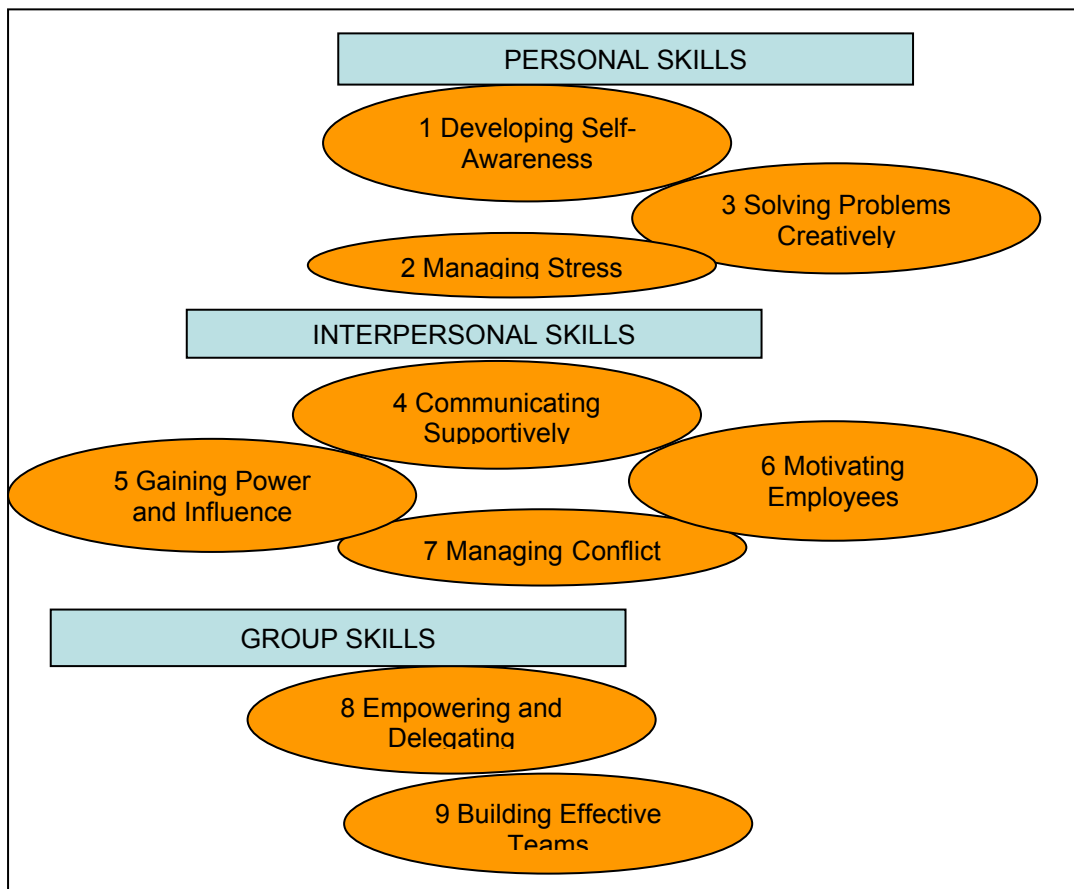 PERSONAL SKILLS
1 Developing Self-
Awareness
3 Solving Problems
Creatively
2 Managing Stress
INTERPERSONAL SKILLS
4 Communicating
Supportively
5 Gaining Power
and Influence
6 Motivating
Employees
7 Managing Conflict
GROUP SKILLS
8 Empowering and
Delegating
9 Building Effective
Teams